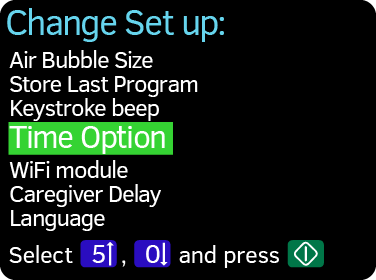 Change Set up:
Air Bubble Size
Store Last Program
Keystroke beep
Time Option
WiFi module
Caregiver Delay
Language
Select 5↑, 0↓ and press